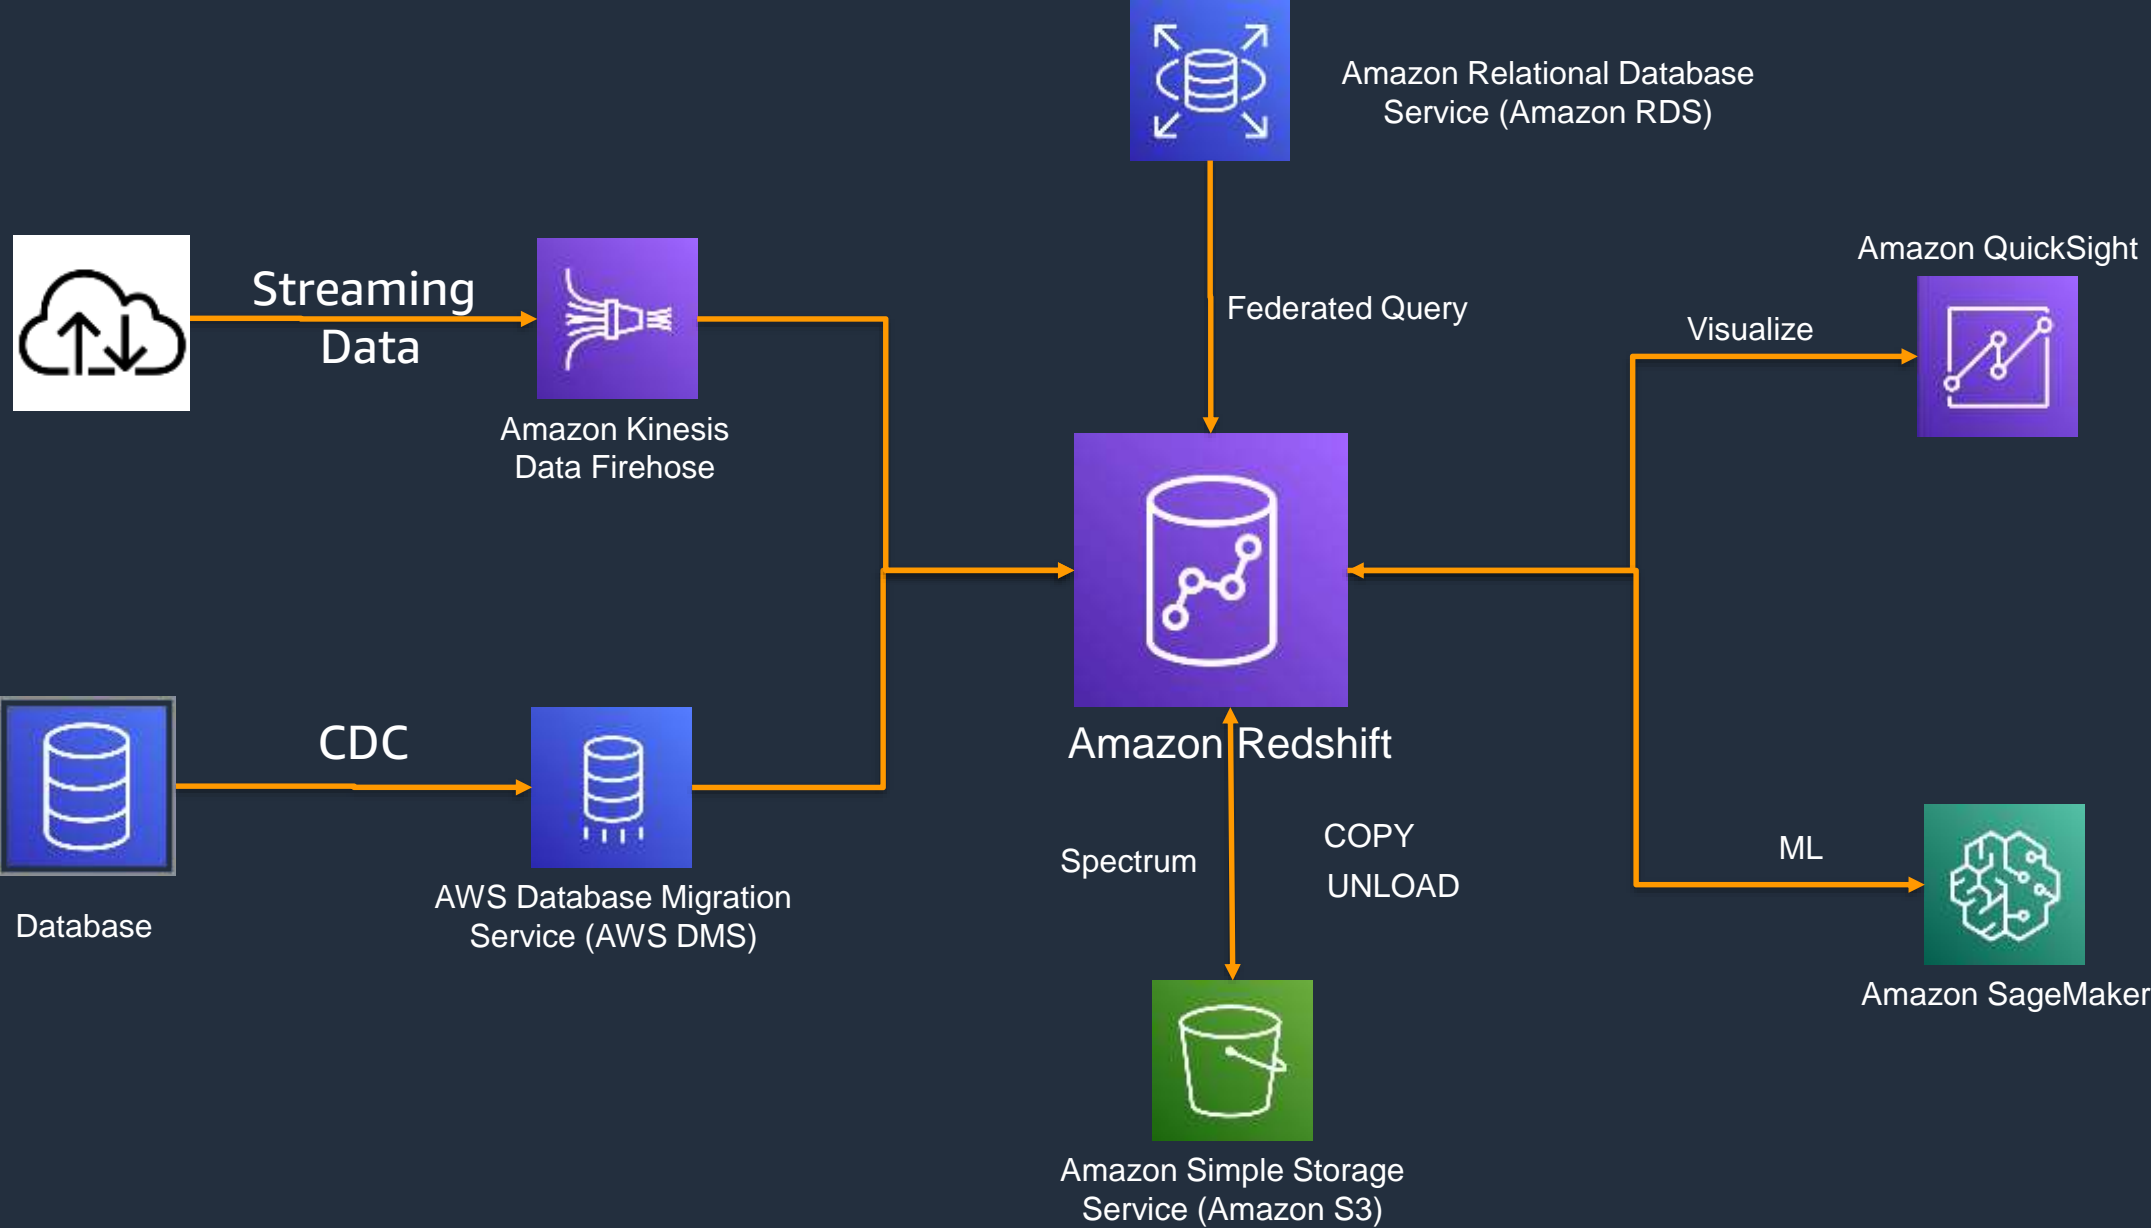 Amazon Relational Database
Service (Amazon RDS)
Streaming
Data
Amazon Kinesis
Data Firehose
Federated Query
Amazon QuickSight
Visualize
Amazon Redshift
CDC
Database
AWS Database Migration
Service (AWS DMS)
Spectrum
COPY
UNLOAD
ML
Amazon SageMaker
Amazon Simple Storage
Service (Amazon S3)